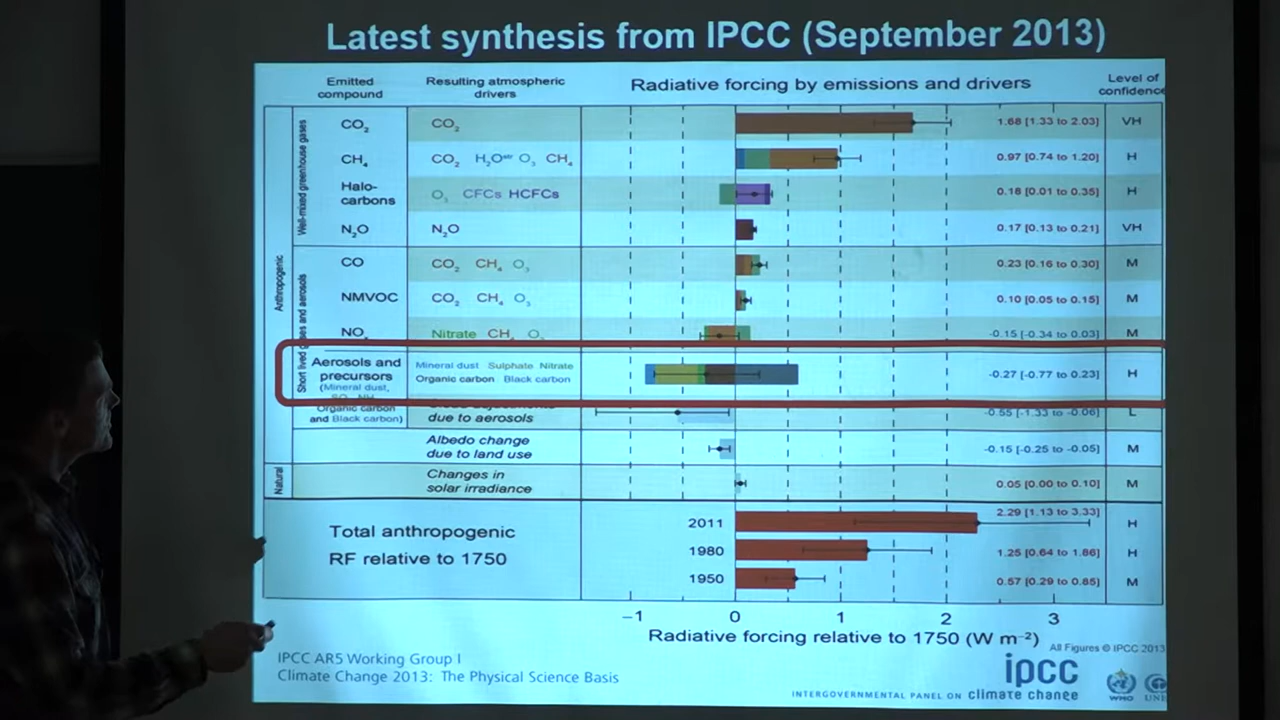 Latest synthesis from IPCC (September 2013)
Emitted compound
Resulting atmospheric drivers
Radiative forcing by emissions and drivers
Level of confidence
Anthropogenic
Well-mixed greenhouse gases
CO₂ CO₂ 1.68 [1.33 to 2.03] VH
CH₄ CO₂ H₂Oˢᵗʳ O₃ CH₄ 0.97 [0.74 to 1.20] H
Halo-carbons O₃ CFCs HCFCs 0.18 [0.01 to 0.35] H
N₂O N₂O 0.17 [0.13 to 0.21] VH
Short lived gases and aerosols
CO CO₂ CH₄ O₃ 0.23 [0.16 to 0.30] M
NMVOC CO₂ CH₄ O₃ 0.10 [0.05 to 0.15] M
NOₓ Nitrate CH₄ O₃ -0.15 [-0.34 to 0.03] M
Aerosols and precursors
(Mineral dust,
Mineral dust Sulphate Nitrate
Organic carbon Black carbon
-0.27 [-0.77 to 0.23] H
Organic carbon
and Black carbon)
due to aerosols
-0.55 [-1.33 to -0.06] L
Albedo change
due to land use
-0.15 [-0.25 to -0.05] M
Natural
Changes in
solar irradiance
0.05 [0.00 to 0.10] M
Total anthropogenic
RF relative to 1750
2011 2.29 [1.13 to 3.33] H
1980 1.25 [0.64 to 1.86] H
1950 0.57 [0.29 to 0.85] M
−1 0 1 2 3
Radiative forcing relative to 1750 (W m⁻²)
All Figures © IPCC 2013
IPCC AR5 Working Group I
Climate Change 2013: The Physical Science Basis
ipcc
INTERGOVERNMENTAL PANEL ON climate change
WMO